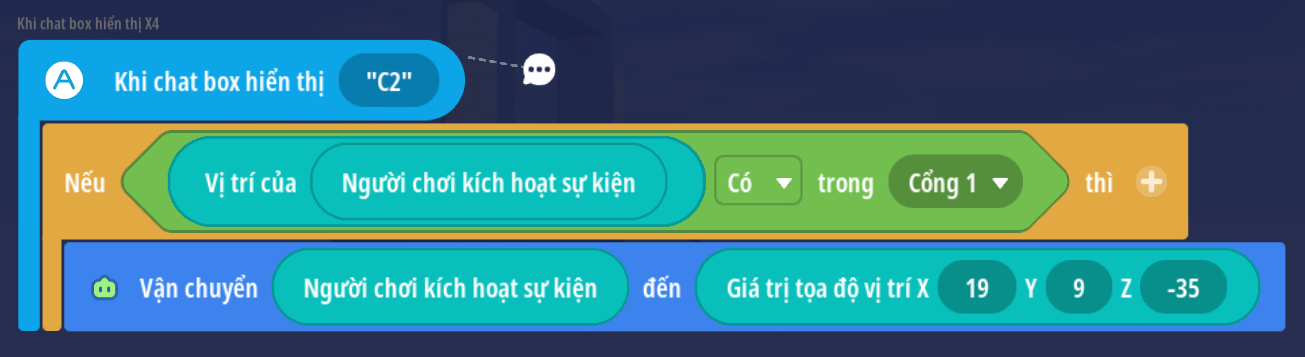 Khi chat box hiển thị X4
Khi chat box hiển thị "C2"
Nếu Vị trí của Người chơi kích hoạt sự kiện Có trong Cổng 1 thì
Vận chuyển Người chơi kích hoạt sự kiện đến Giá trị tọa độ vị trí X 19 Y 9 Z -35